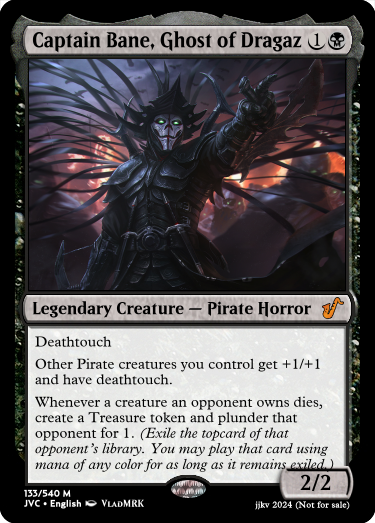 Captain Bane, Ghost of Dragaz 1
Legendary Creature — Pirate Horror
Deathtouch
Other Pirate creatures you control get +1/+1
and have deathtouch.
Whenever a creature an opponent owns dies,
create a Treasure token and plunder that
opponent for 1. (Exile the topcard of that
opponent's library. You may play that card using
mana of any color for as long as it remains exiled.)
2/2
133/540 M
JVC • English VladMRK
jjkv 2024 (Not for sale)